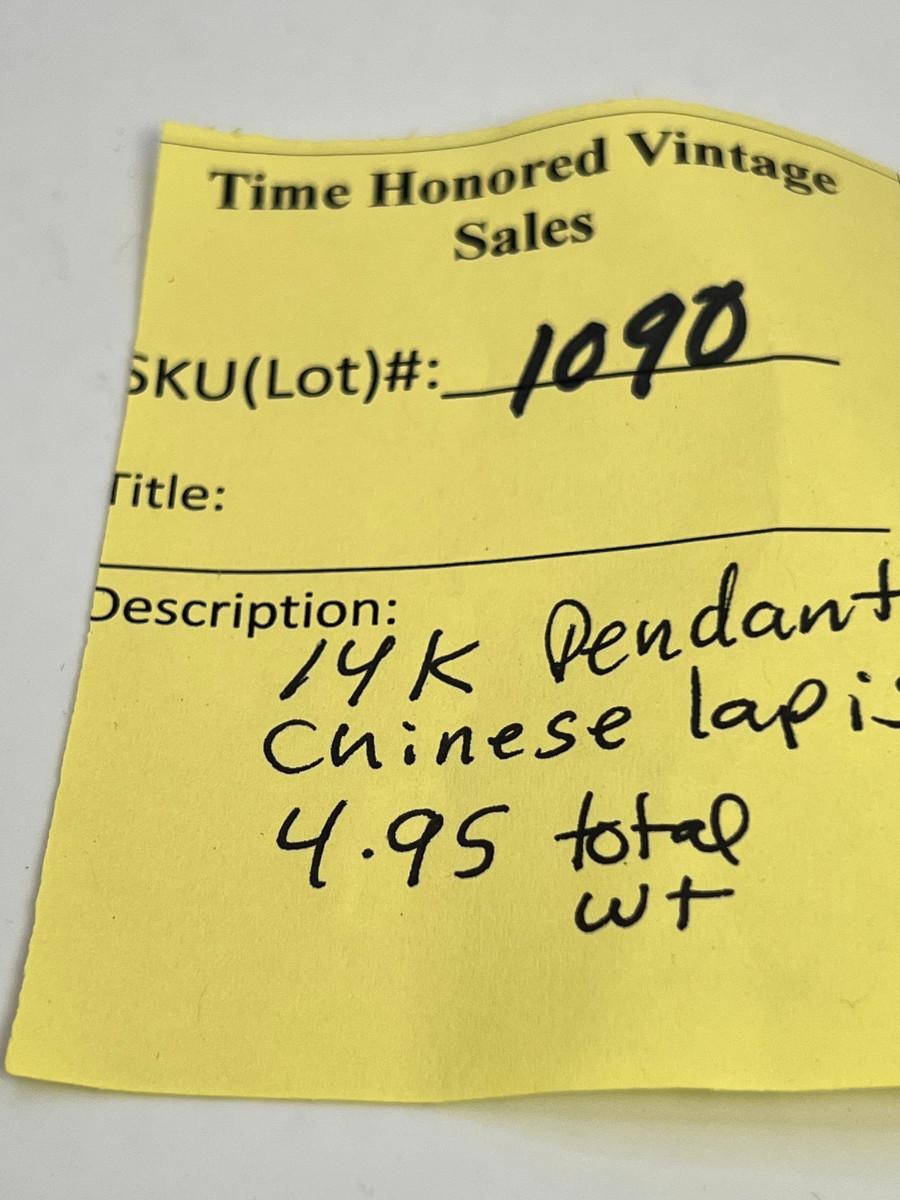 Time Honored Vintage
Sales
SKU(Lot)#: 1090
Title:
Description:
14K Pendant
Chinese lapis
4.95 total
wt